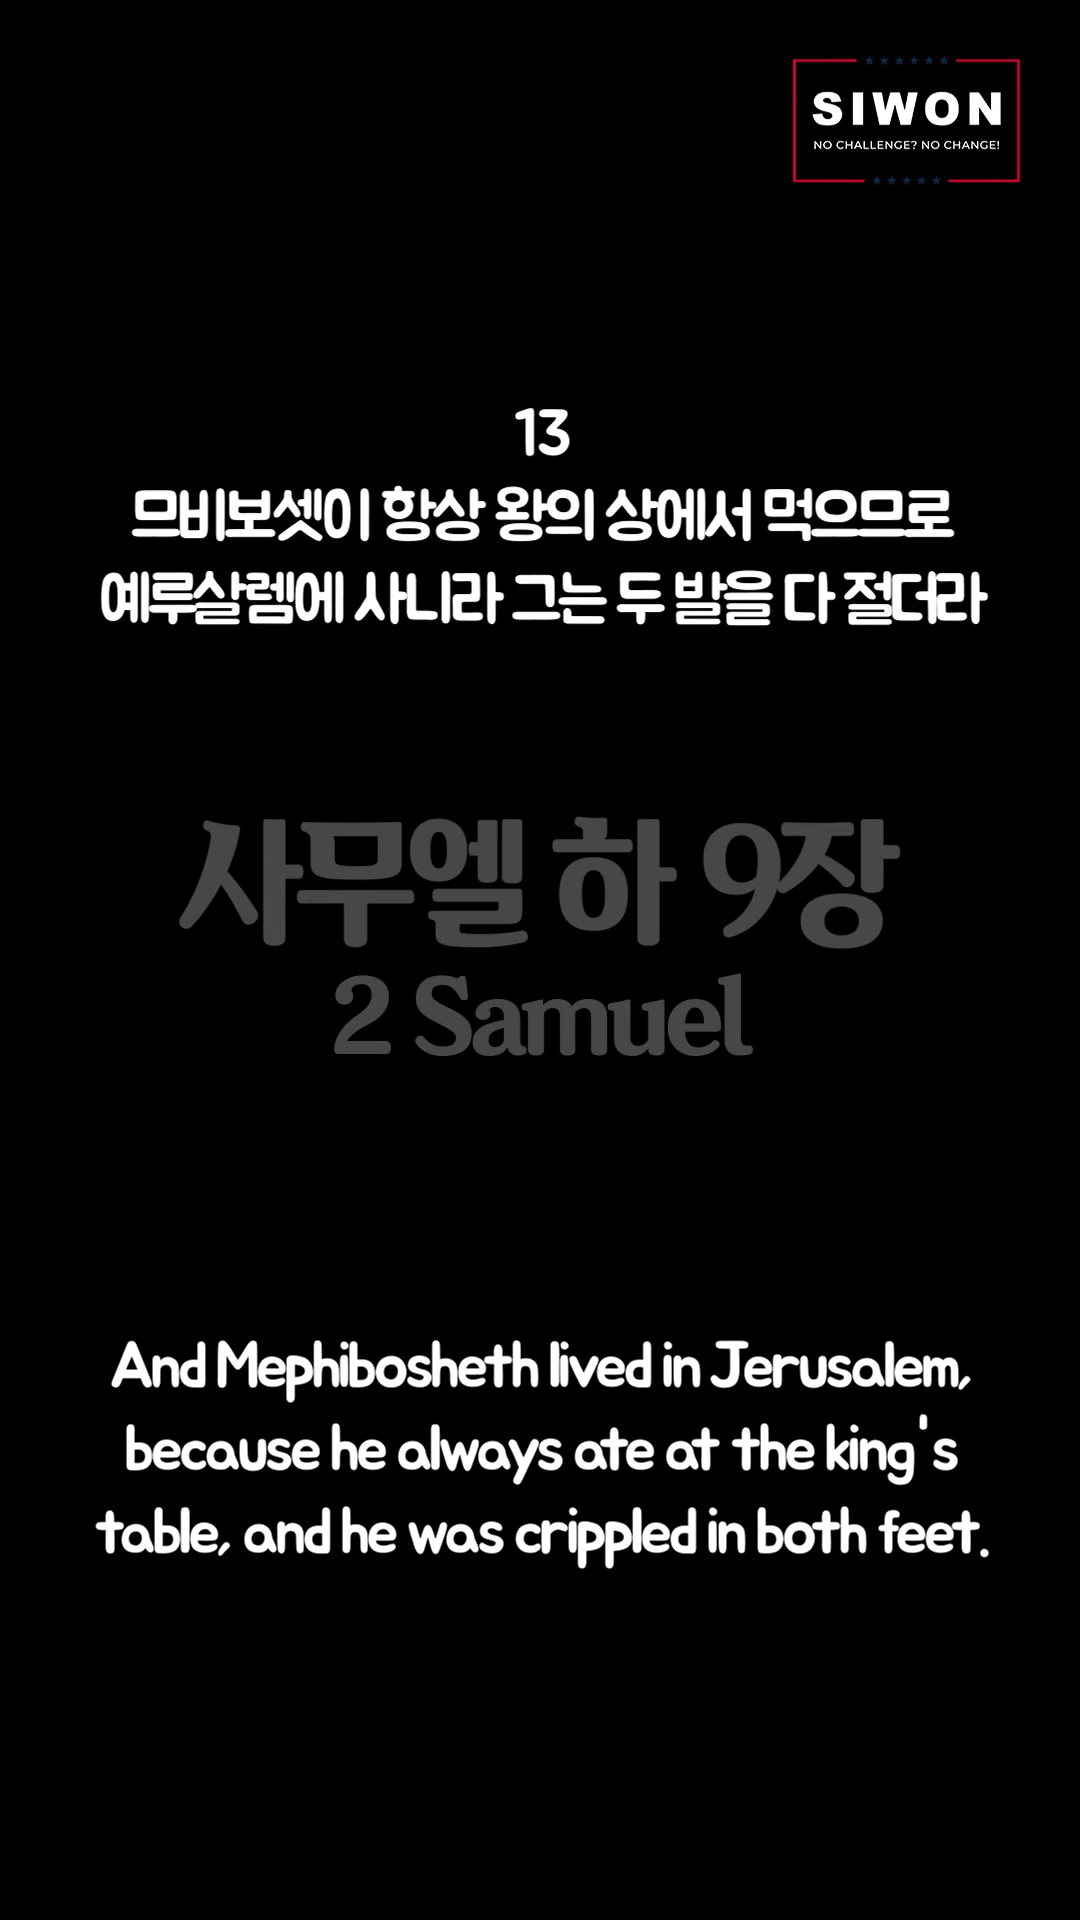 SIWON
NO CHALLENGE? NO CHANGE!
13
므비보셋이 항상 왕의 상에서 먹으므로
예루살렘에 사니라 그는 두 발을 다 절더라
사무엘 하 9장
2 Samuel
And Mephibosheth lived in Jerusalem,
because he always ate at the king's
table, and he was crippled in both feet.